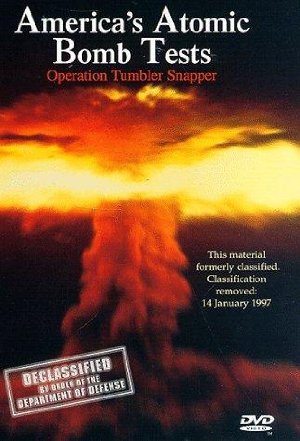 America's Atomic
Bomb Tests
Operation Tumbler Snapper
This material
formerly classified.
Classification
removed:
14 January 1997
DECLASSIFIED
BY ORDER OF THE
DEPARTMENT OF DEFENSE
DVD
VIDEO
TM